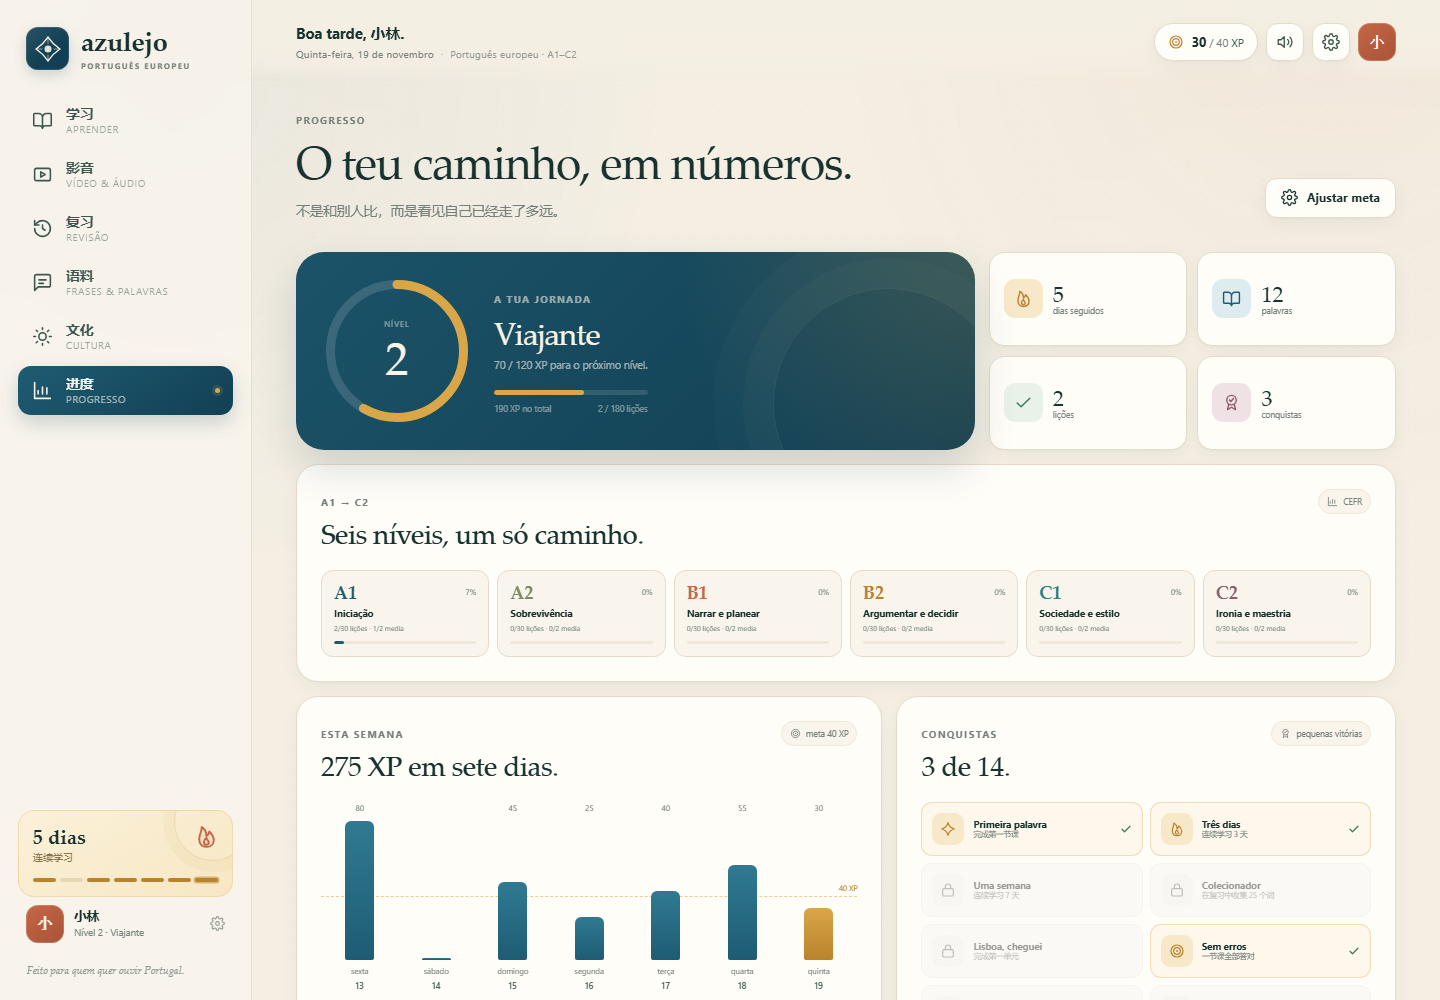 azulejo
PORTUGUÊS EUROPEU
学习
APRENDER
影音
VÍDEO & ÁUDIO
复习
REVISÃO
语料
FRASES & PALAVRAS
文化
CULTURA
进度
PROGRESSO
5 dias
连续学习
小
小林
Nível 2 · Viajante
Feito para quem quer ouvir Portugal.
Boa tarde, 小林.
Quinta-feira, 19 de novembro · Português europeu · A1–C2
30 / 40 XP
小
PROGRESSO
O teu caminho, em números.
不是和别人比，而是看见自己已经走了多远。
Ajustar meta
NÍVEL
2
A TUA JORNADA
Viajante
70 / 120 XP para o próximo nível.
190 XP no total
2 / 180 lições
5
dias seguidos
12
palavras
2
lições
3
conquistas
A1 → C2
Seis níveis, um só caminho.
CEFR
A1
7%
Iniciação
2/30 lições · 1/2 media
A2
0%
Sobrevivência
0/30 lições · 0/2 media
B1
0%
Narrar e planear
0/30 lições · 0/2 media
B2
0%
Argumentar e decidir
0/30 lições · 0/2 media
C1
0%
Sociedade e estilo
0/30 lições · 0/2 media
C2
0%
Ironia e maestria
0/30 lições · 0/2 media
ESTA SEMANA
275 XP em sete dias.
meta 40 XP
80 45 25 40 55 30
40 XP
sexta sábado domingo segunda terça quarta quinta
13 14 15 16 17 18 19
CONQUISTAS
3 de 14.
pequenas vitórias
Primeira palavra
完成第一节课
Três dias
连续学习 3 天
Uma semana
连续学习 7 天
Colecionador
在复习中收集 25 个词
Lisboa, cheguei
完成第一单元
Sem erros
一节课全部答对